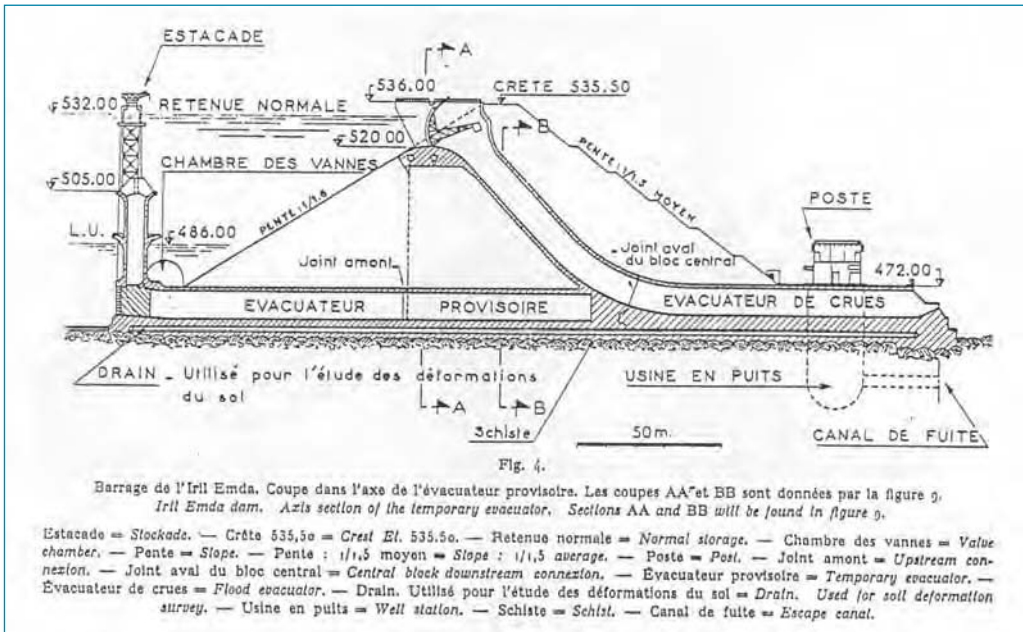 ESTACADE
A
536.00
CRETE 535.50
532.00
RETENUE NORMALE
520 00
B
CHAMBRE DES VANNES
PENTE: 1/1.5 MOYEN
505.00
PENTE: 1/1.6
POSTE
L.U.
486.00
Joint aval
du bloc central
Joint amont
472.00
EVACUATEUR PROVISOIRE
EVACUATEUR DE CRUES
DRAIN _ Utilisé pour l'étude des déformations
du sol
A
B
USINE EN PUITS
Schiste
50 m.
CANAL DE FUITE
Fig. 4.
Barrage de l'Iril Emda. Coupe dans l'axe de l'évacuateur provisoire. Les coupes AA et BB sont données par la figure 9.
Iril Emda dam. Axis section of the temporary evacuator. Sections AA and BB will be found in figure 9.
Estacade = Stockade. — Crête 535,50 = Crest El. 535.50. — Retenue normale = Normal storage. — Chambre des vannes = Value
chamber. — Pente = Slope. — Pente : 1/1,5 moyen = Slope : 1/1,5 average. — Poste = Post. — Joint amont = Upstream con-
nexion. — Joint aval du bloc central = Central block downstream connexion. — Évacuateur provisoire = Temporary evacuator. —
Évacuateur de crues = Flood evacuator. — Drain. Utilisé pour l'étude des déformations du sol = Drain. Used for soil deformation
survey. — Usine en puits = Well station. — Schiste = Schist. — Canal de fuite = Escape canal.